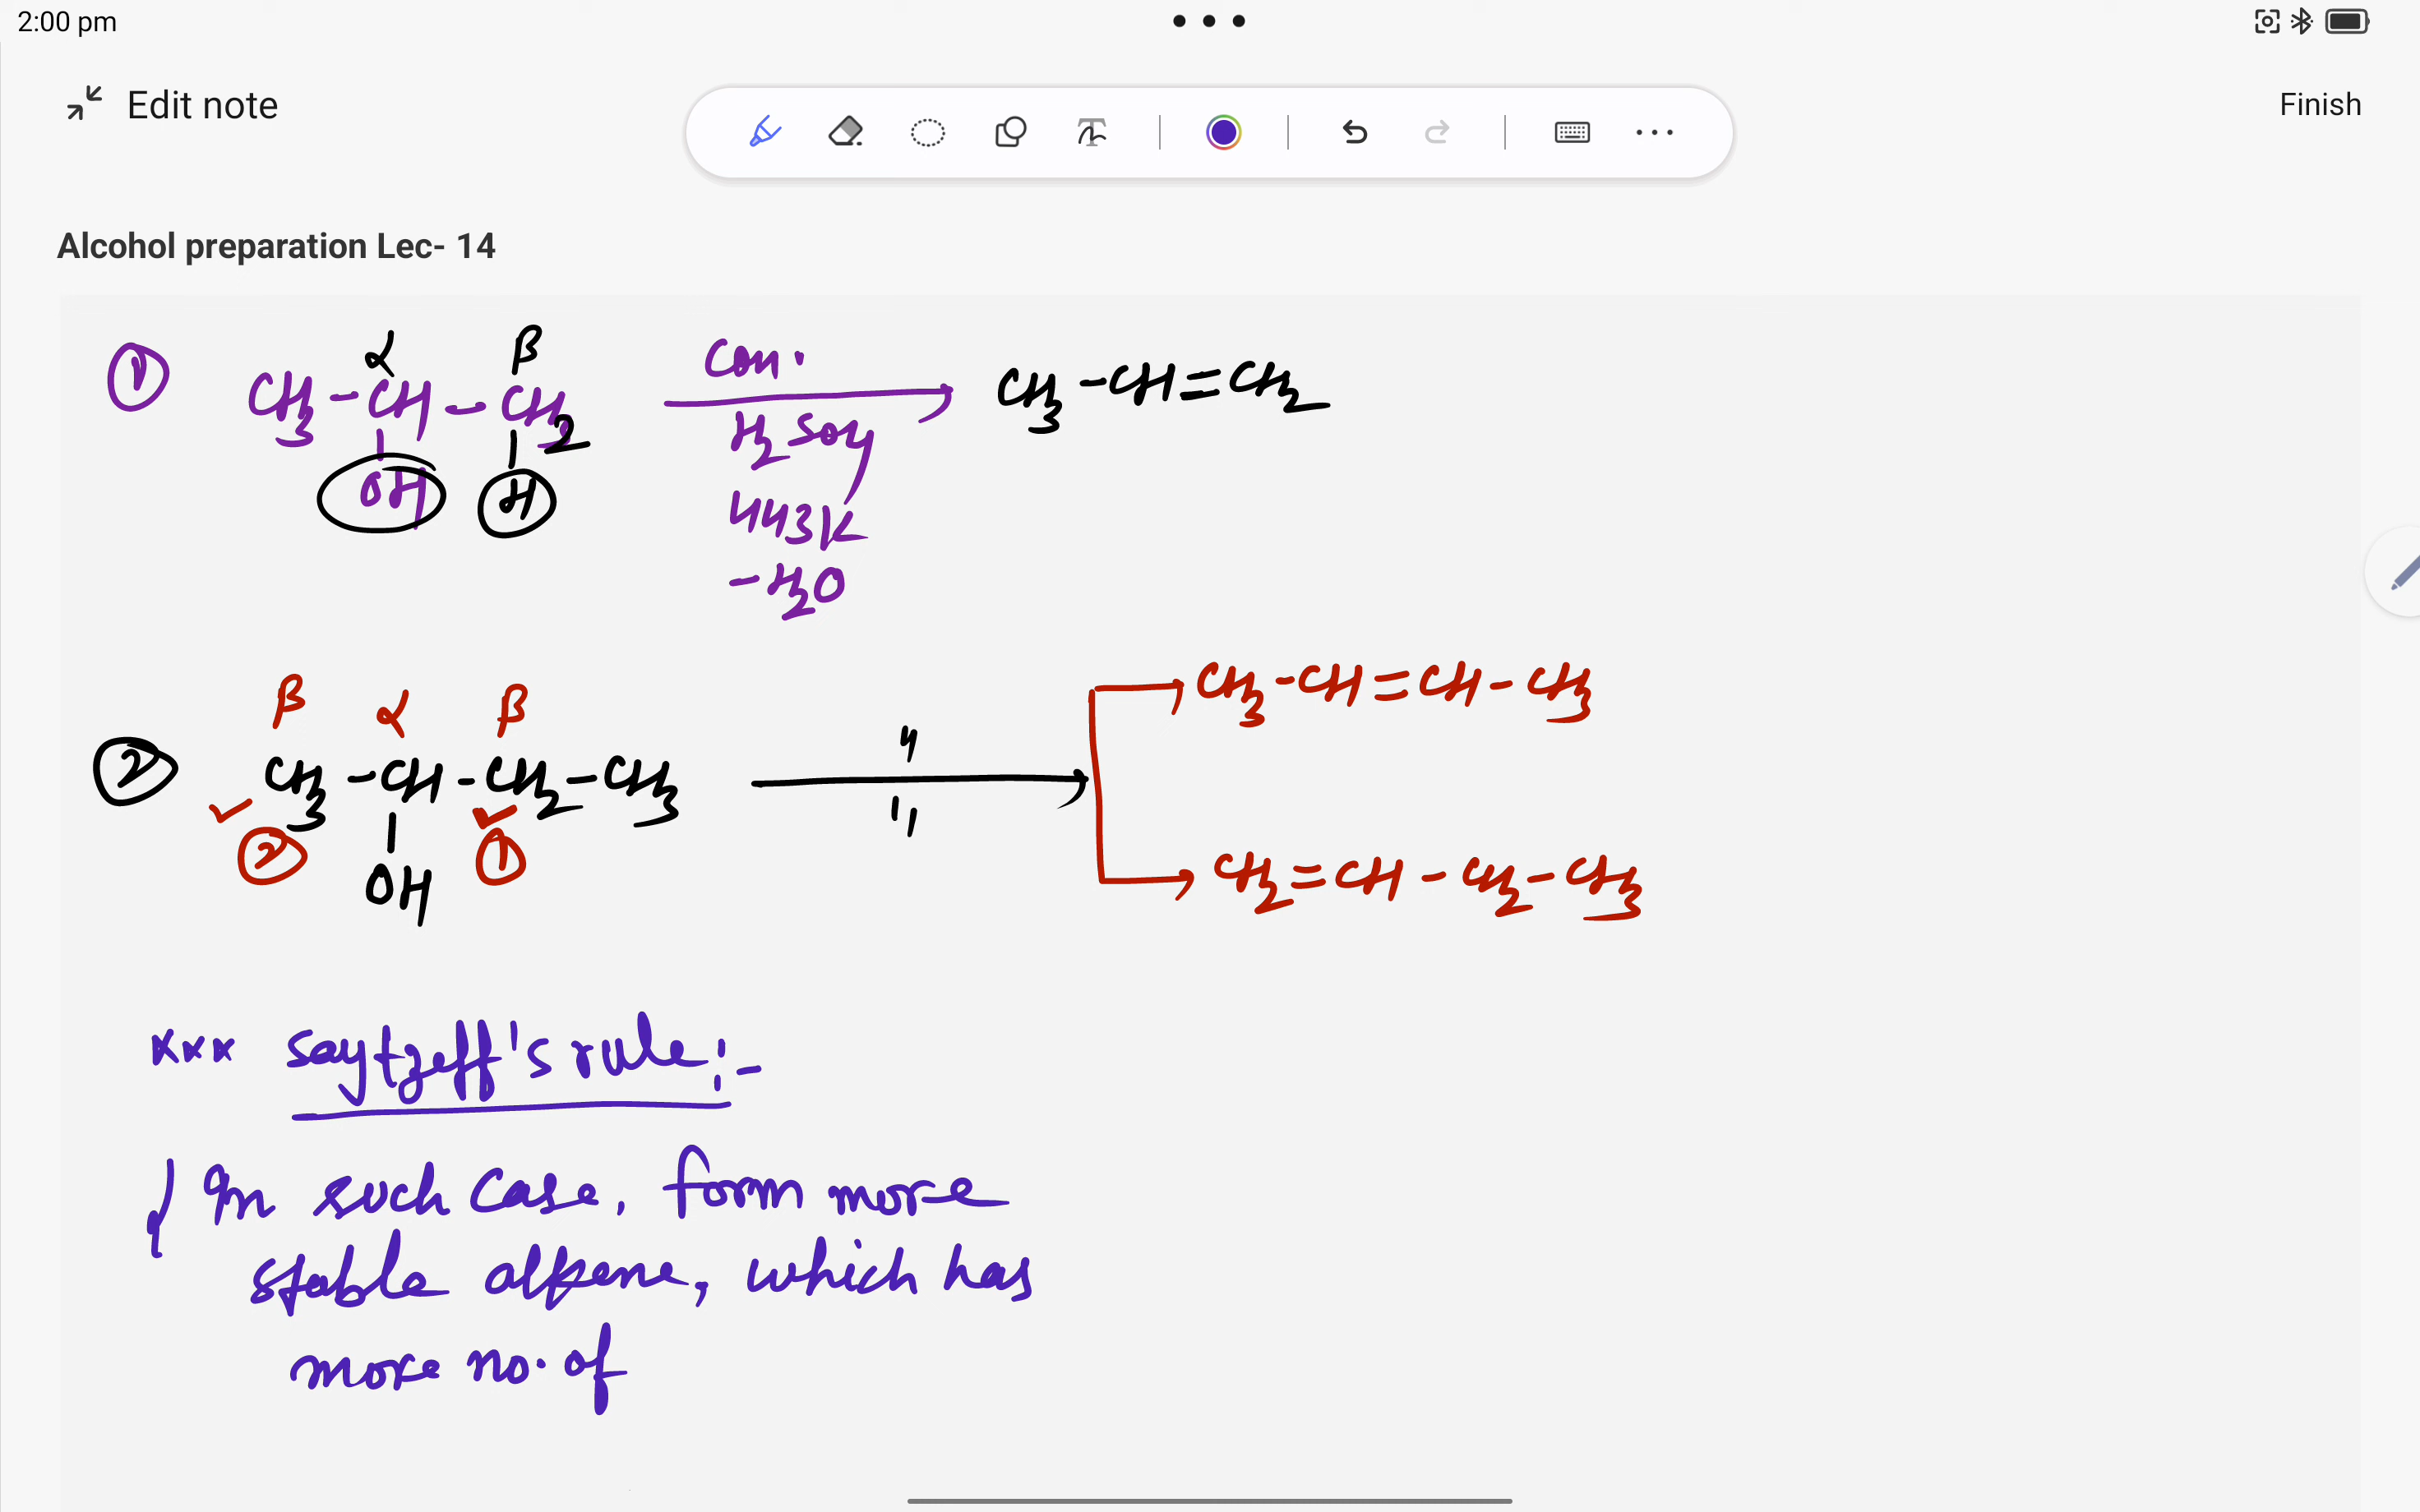 2:00 pm
Edit note
Finish
Alcohol preparation Lec- 14
① α β
CH3-CH-CH2 Con. CH3-CH=CH2
OH H H2SO4
443K
-H2O
β α β CH3-CH=CH-CH3
② CH3-CH-CH2-CH3 " "
② OH ① CH2=CH-CH2-CH3
xxx Saytzeff's rule:-
In such case, form more
stable alkene, which has
more no. of